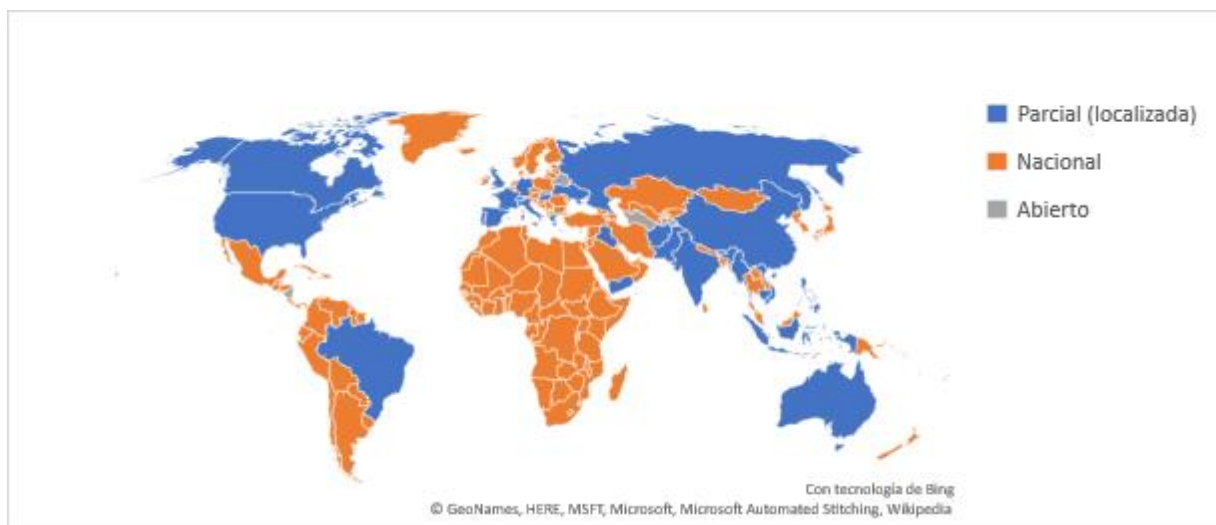 Parcial (localizada)
Nacional
Abierto
Con tecnología de Bing
© GeoNames, HERE, MSFT, Microsoft, Microsoft Automated Stitching, Wikipedia